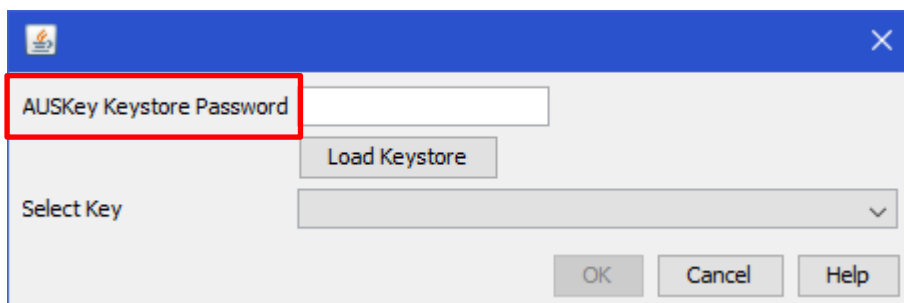 AUSKey Keystore Password
Load Keystore
Select Key
OK Cancel Help